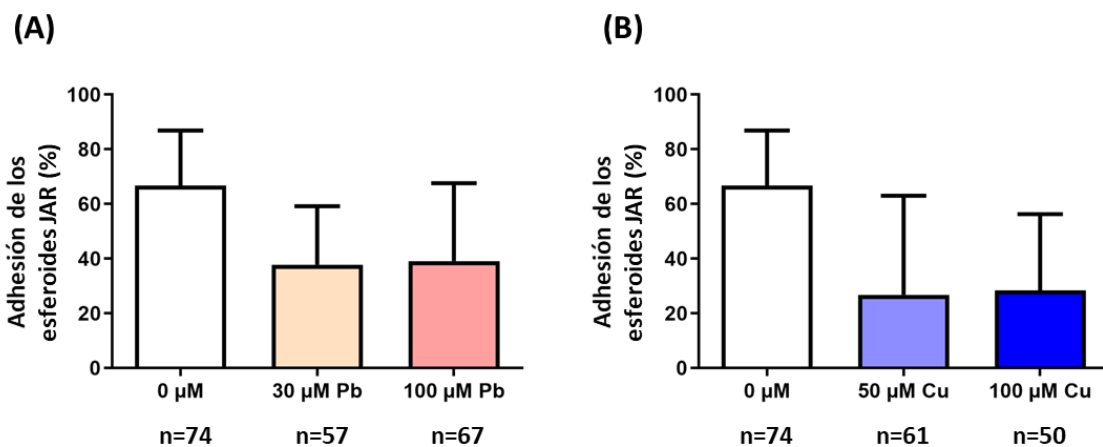 (A)
Adhesión de los
esferoides JAR (%)
100
80
60
40
20
0
0 µM
30 µM Pb
100 µM Pb
n=74
n=57
n=67
(B)
Adhesión de los
esferoides JAR (%)
100
80
60
40
20
0
0 µM
50 µM Cu
100 µM Cu
n=74
n=61
n=50